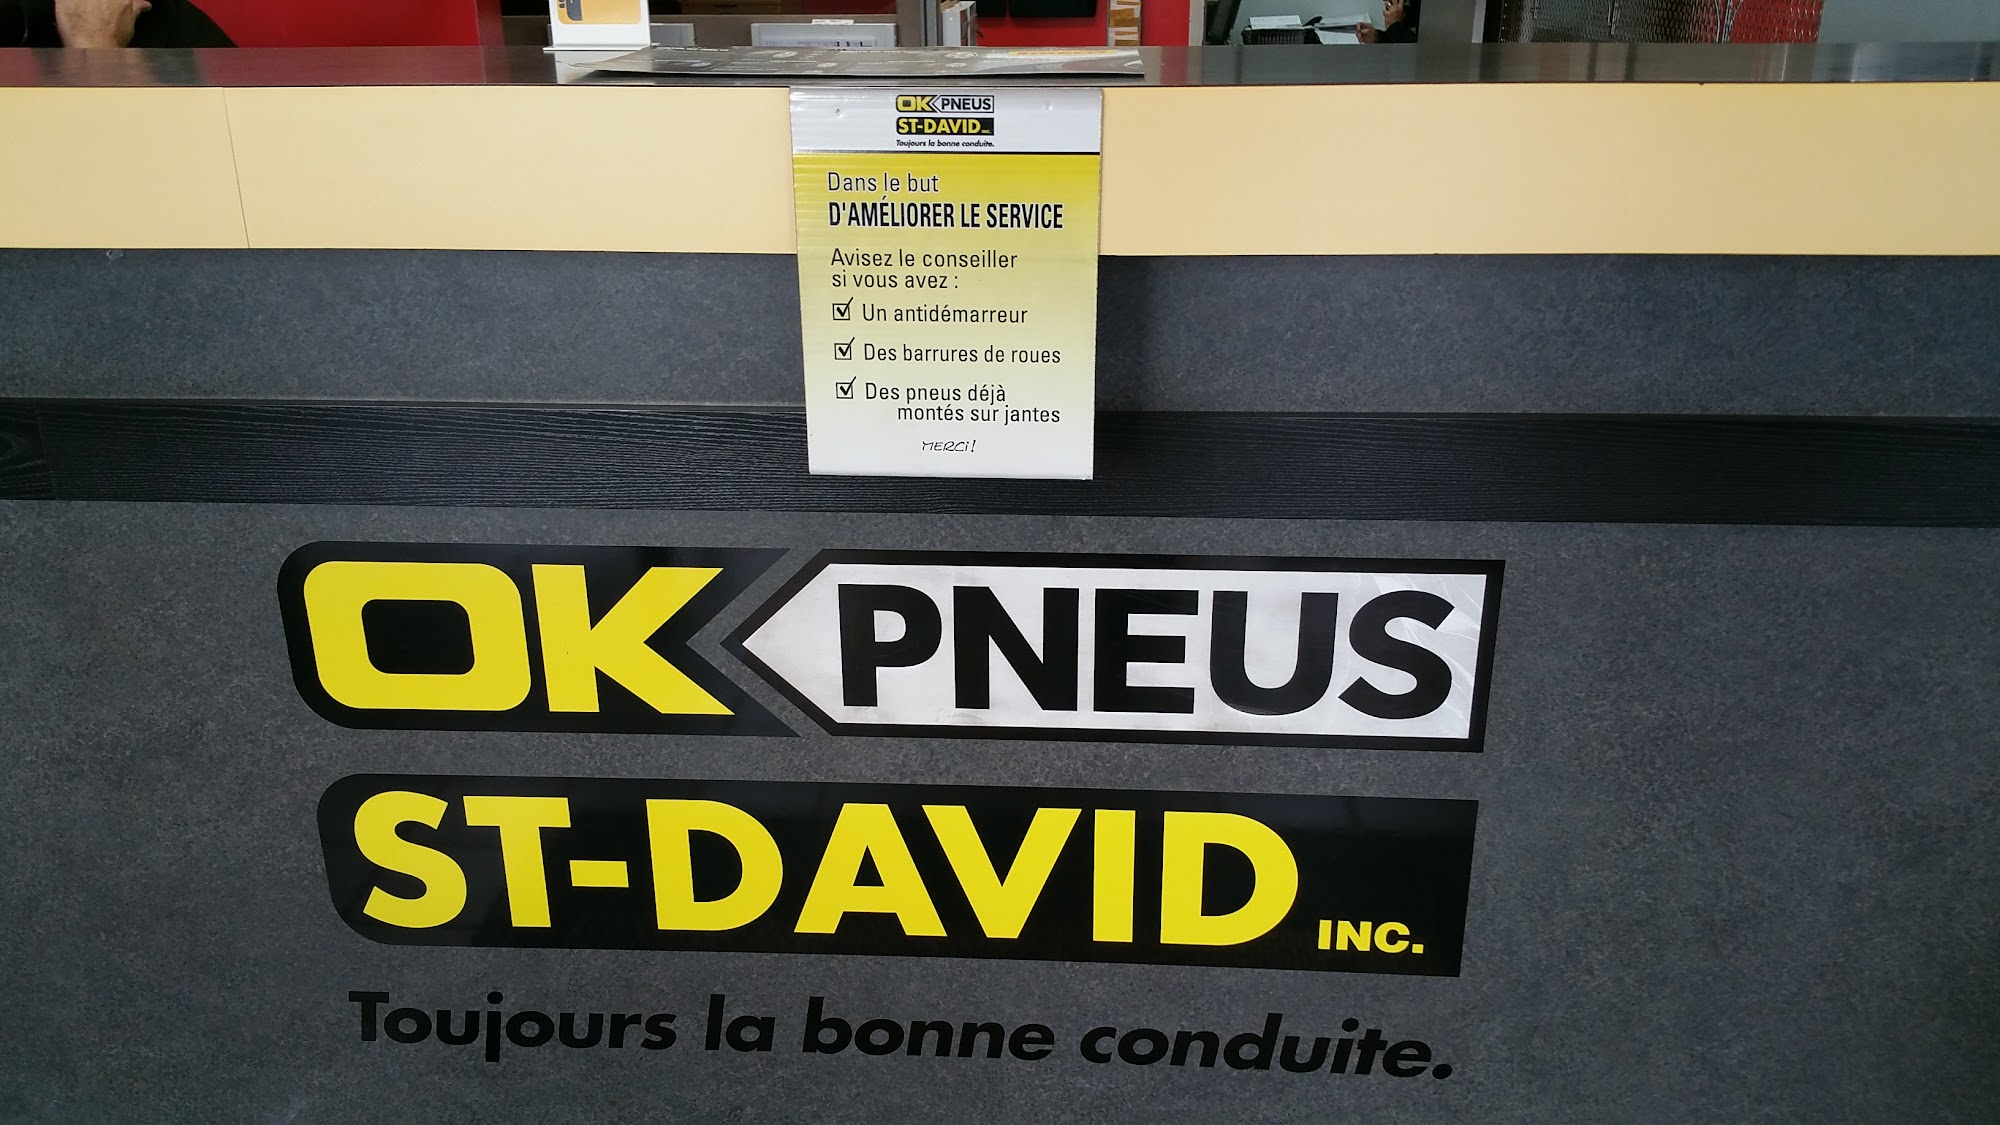 OK PNEUS
ST-DAVID INC.
Toujours la bonne conduite.
Dans le but
D'AMÉLIORER LE SERVICE
Avisez le conseiller
si vous avez :
Un antidémarreur
Des barrures de roues
Des pneus déjà
montés sur jantes
MERCI!
OK PNEUS
ST-DAVID INC.
Toujours la bonne conduite.